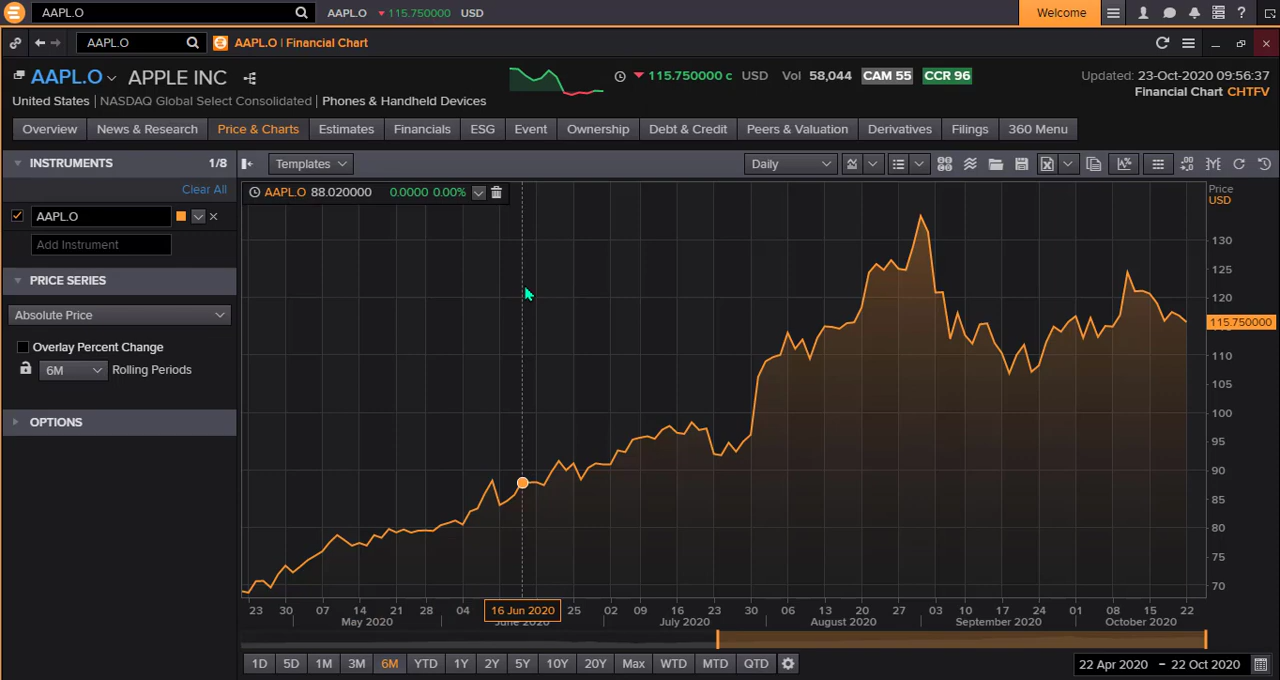 AAPL.O
AAPL.O 115.750000 USD
Welcome
?
AAPL.O
AAPL.O | Financial Chart
AAPL.O APPLE INC
115.750000 c USD Vol 58,044 CAM 55 CCR 96
Updated: 23-Oct-2020 09:56:37
Financial Chart CHTFV
United States | NASDAQ Global Select Consolidated | Phones & Handheld Devices
Overview News & Research Price & Charts Estimates Financials ESG Event Ownership Debt & Credit Peers & Valuation Derivatives Filings 360 Menu
INSTRUMENTS 1/8
Clear All
AAPL.O
Add Instrument
PRICE SERIES
Absolute Price
Overlay Percent Change
6M Rolling Periods
OPTIONS
Templates
Daily
AAPL.O 88.020000 0.0000 0.00%
Price
USD
130
125
120
115.750000
110
105
100
95
90
85
80
75
70
23 30 07 14 21 28 04 16 Jun 2020 25 02 09 16 23 30 06 13 20 27 03 10 17 24 01 08 15 22
May 2020 June 2020 July 2020 August 2020 September 2020 October 2020
1D 5D 1M 3M 6M YTD 1Y 2Y 5Y 10Y 20Y Max WTD MTD QTD
22 Apr 2020 – 22 Oct 2020